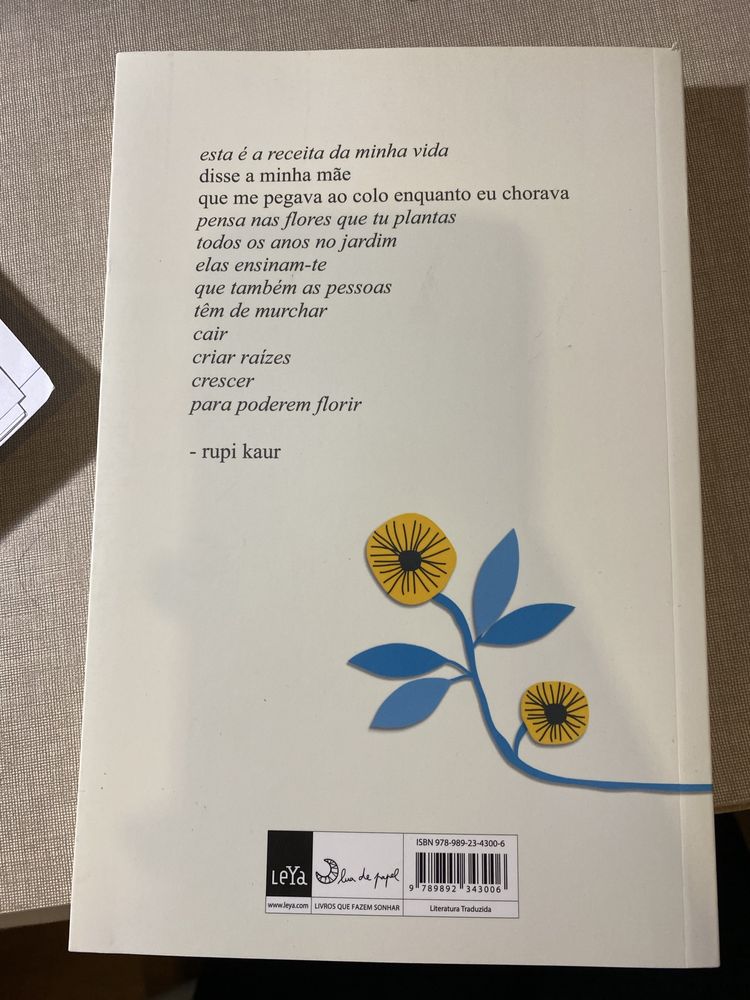 esta é a receita da minha vida
disse a minha mãe
que me pegava ao colo enquanto eu chorava
pensa nas flores que tu plantas
todos os anos no jardim
elas ensinam-te
que também as pessoas
têm de murchar
cair
criar raízes
crescer
para poderem florir
- rupi kaur
ISBN 978-989-23-4300-6
LeYa
lua de papel
9 789892 343006
www.leya.com
LIVROS QUE FAZEM SONHAR
Literatura Traduzida